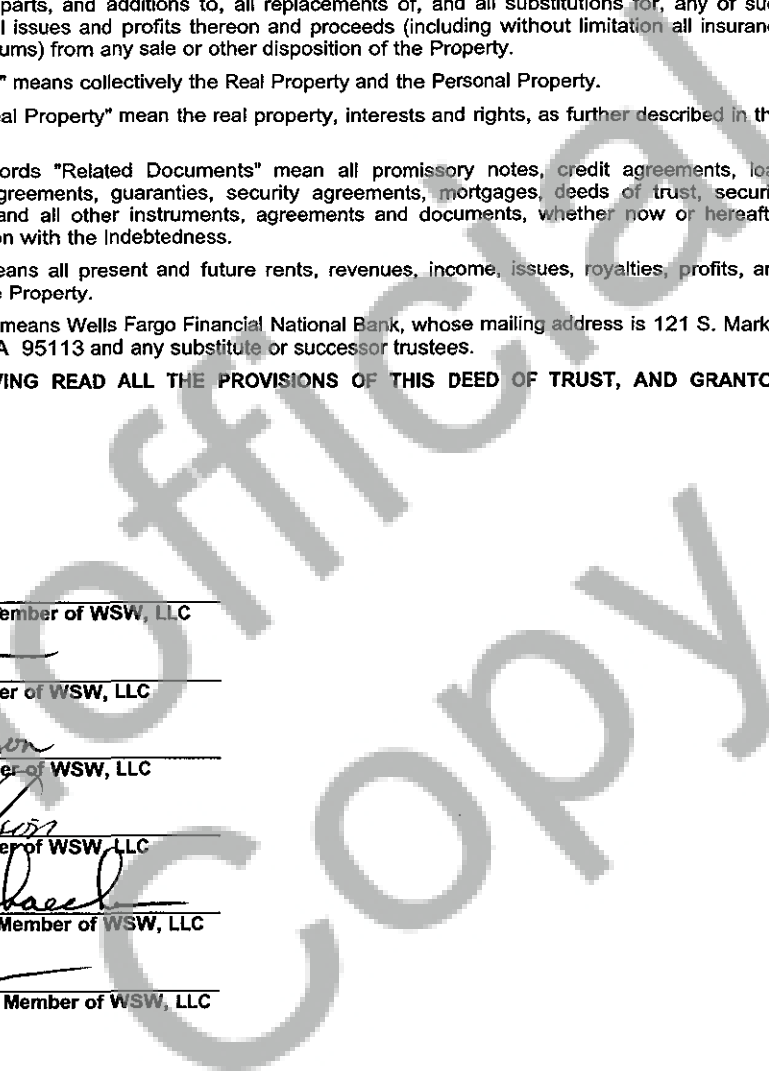 parts, and additions to, all replacements of, and all substitutions for, any of suc
l issues and profits thereon and proceeds (including without limitation all insuran
ums) from any sale or other disposition of the Property.
" means collectively the Real Property and the Personal Property.
al Property" mean the real property, interests and rights, as further described in th
ords "Related Documents" mean all promissory notes, credit agreements, loa
greements, guaranties, security agreements, mortgages, deeds of trust, securi
and all other instruments, agreements and documents, whether now or hereaft
on with the Indebtedness.
eans all present and future rents, revenues, income, issues, royalties, profits, an
e Property.
means Wells Fargo Financial National Bank, whose mailing address is 121 S. Mark
A 95113 and any substitute or successor trustees.
VING READ ALL THE PROVISIONS OF THIS DEED OF TRUST, AND GRANTO
ember of WSW, LLC
er of WSW, LLC
er of WSW, LLC
er of WSW, LLC
Member of WSW, LLC
Member of WSW, LLC
official
Copy